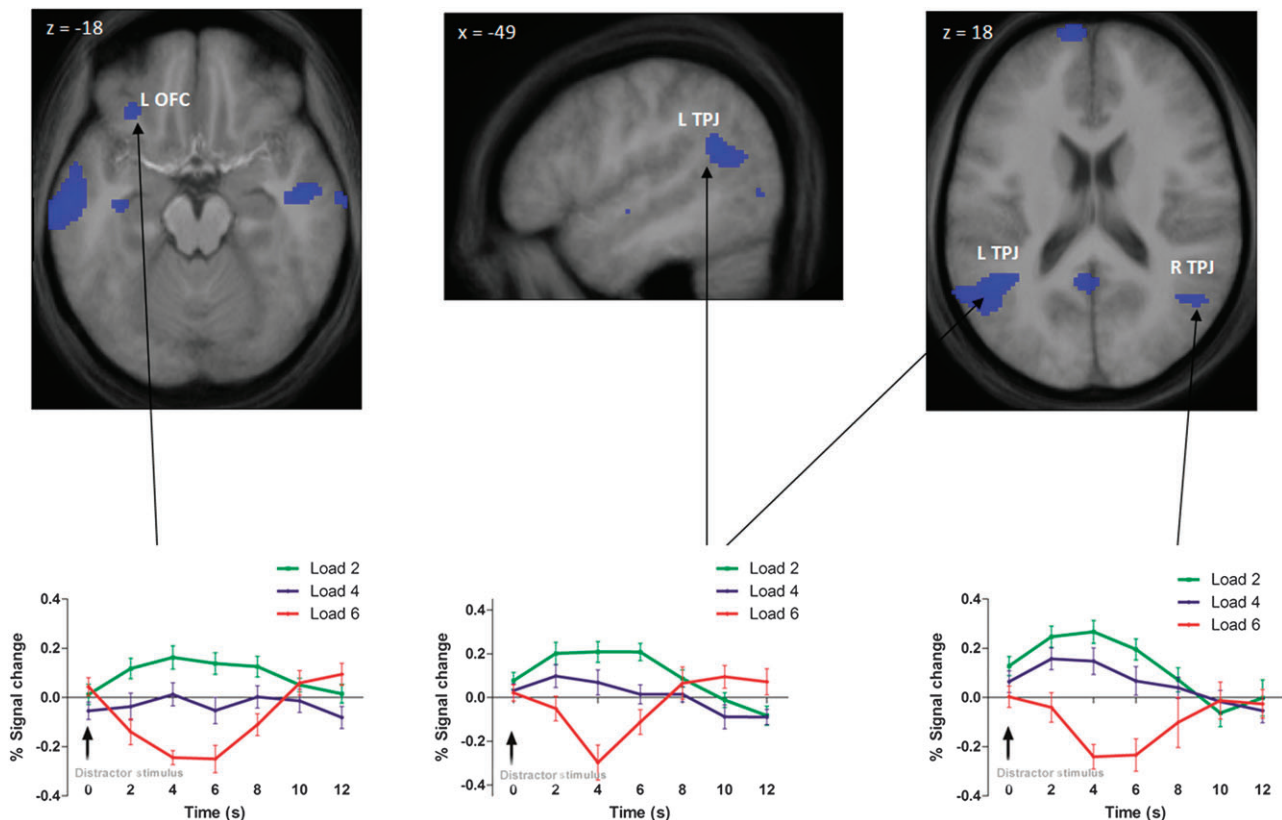 z = -18
L OFC
x = -49
L TPJ
z = 18
L TPJ
R TPJ
Load 2
Load 4
Load 6
% Signal change
0.4
0.2
0.0
-0.2
-0.4
Distractor stimulus
0 2 4 6 8 10 12
Time (s)
Load 2
Load 4
Load 6
% Signal change
0.4
0.2
0.0
-0.2
-0.4
Distractor stimulus
0 2 4 6 8 10 12
Time (s)
Load 2
Load 4
Load 6
% Signal change
0.4
0.2
0.0
-0.2
-0.4
Distractor stimulus
0 2 4 6 8 10 12
Time (s)